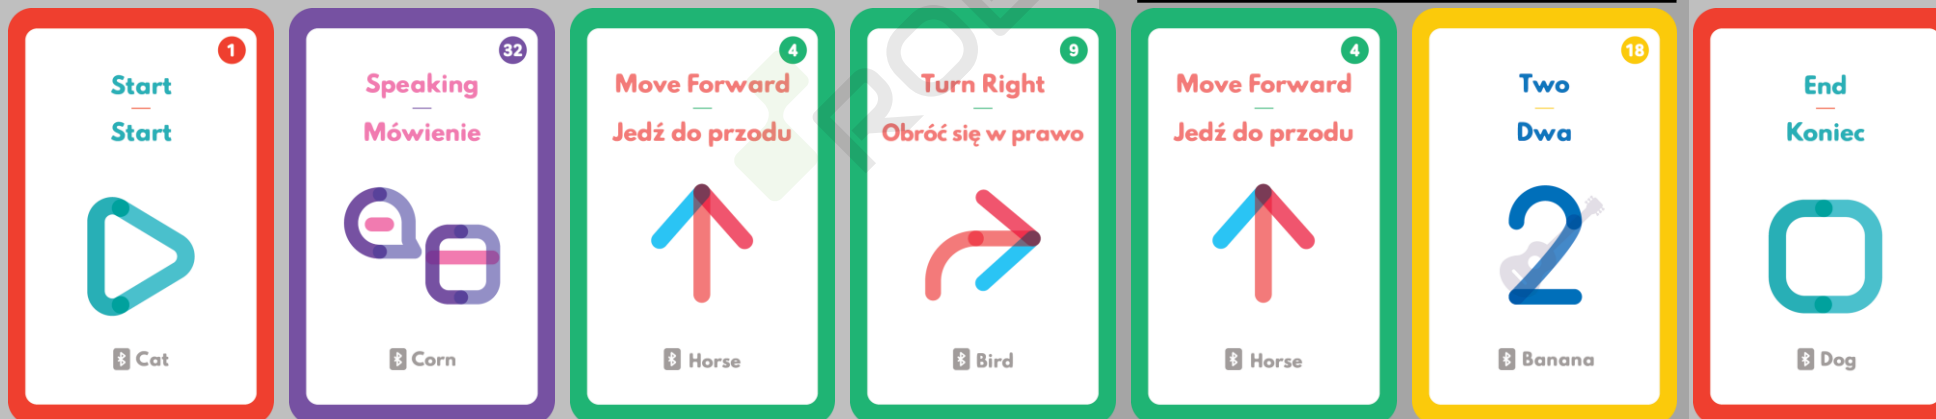 1
Start
Start
Cat
32
Speaking
Mówienie
Corn
4
Move Forward
Jedź do przodu
Horse
9
Turn Right
Obróć się w prawo
Bird
4
Move Forward
Jedź do przodu
Horse
18
Two
Dwa
2
Banana
End
Koniec
Dog